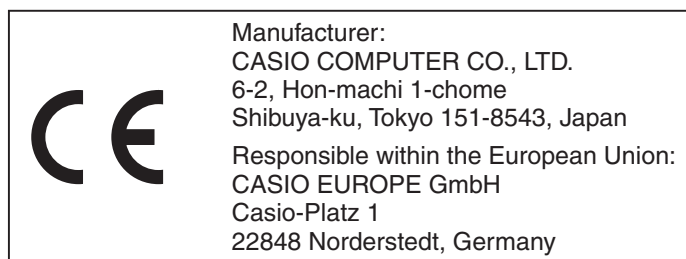 CE
Manufacturer:
CASIO COMPUTER CO., LTD.
6-2, Hon-machi 1-chome
Shibuya-ku, Tokyo 151-8543, Japan
Responsible within the European Union:
CASIO EUROPE GmbH
Casio-Platz 1
22848 Norderstedt, Germany